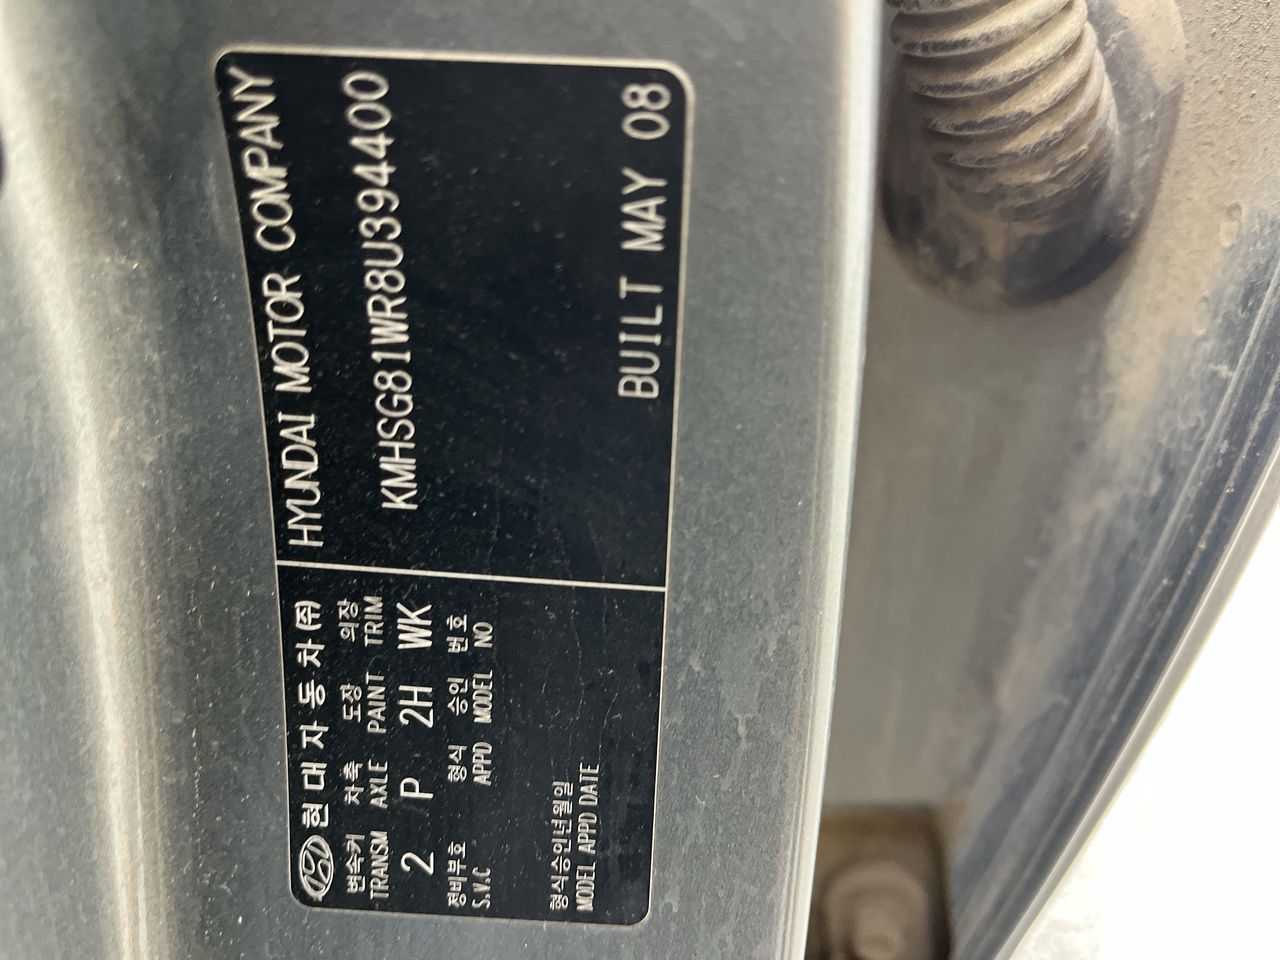 현대자동차(주)
변속기 차축 도장 의장
TRANSM AXLE PAINT TRIM
2 P 2H WK
정비부호 형식 승인 번호
S.V.C APPD MODEL NO
형식승인년월일
MODEL APPD DATE
HYUNDAI MOTOR COMPANY
KMHSG81WR8U394400
BUILT MAY 08